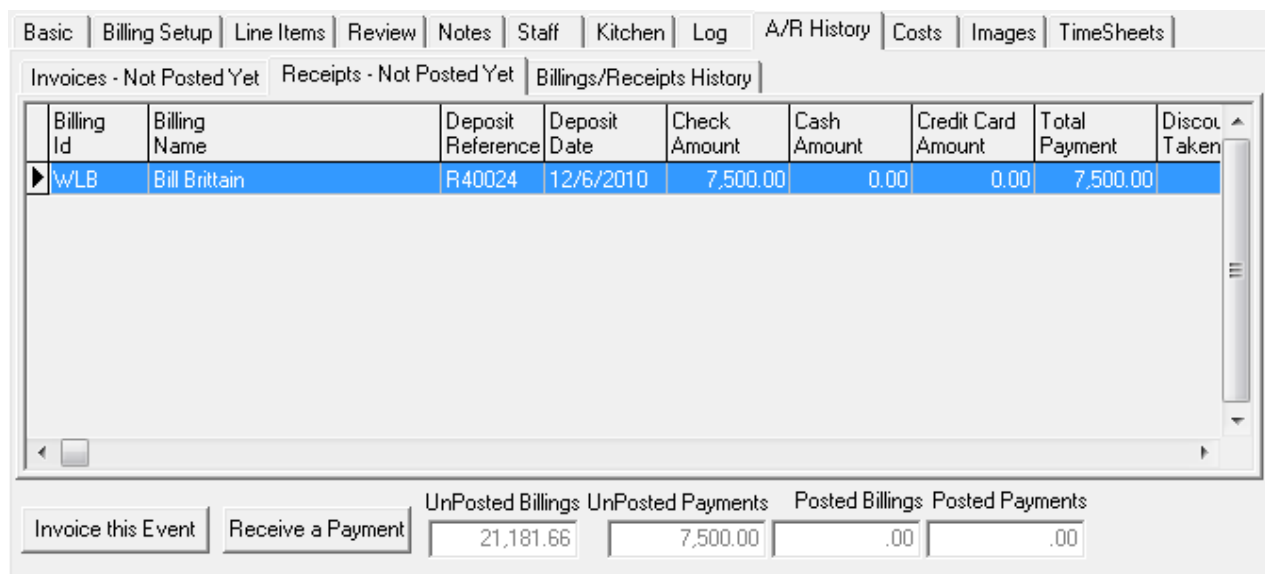 Basic Billing Setup Line Items Review Notes Staff Kitchen Log A/R History Costs Images TimeSheets
Invoices - Not Posted Yet Receipts - Not Posted Yet Billings/Receipts History
Billing Billing Deposit Deposit Check Cash Credit Card Total Discou
Id Name Reference Date Amount Amount Amount Payment Taken
WLB Bill Brittain R40024 12/6/2010 7,500.00 0.00 0.00 7,500.00
UnPosted Billings UnPosted Payments Posted Billings Posted Payments
Invoice this Event Receive a Payment 21,181.66 7,500.00 .00 .00